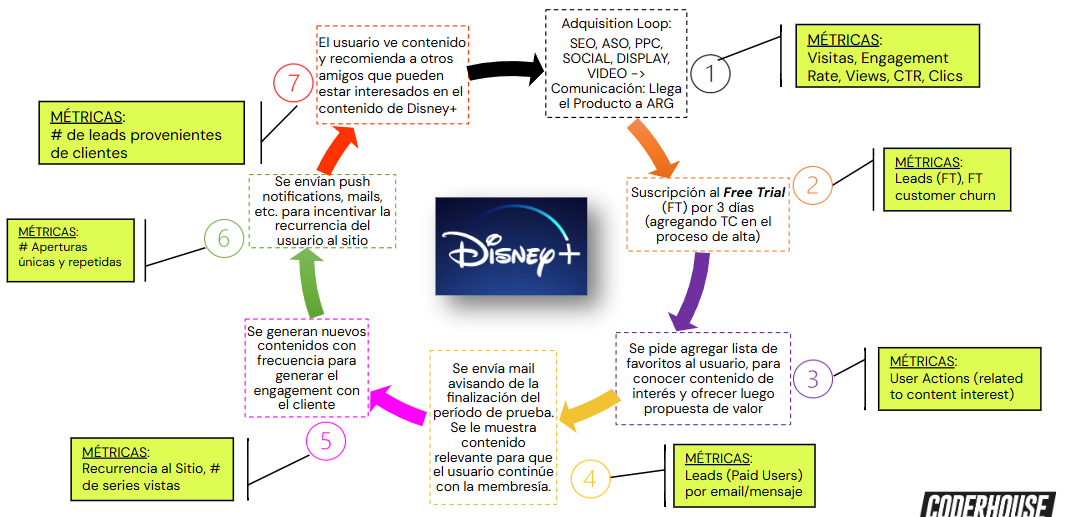 Adquisition Loop:
SEO, ASO, PPC,
SOCIAL, DISPLAY,
VIDEO ->
Comunicación: Llega
el Producto a ARG
1
MÉTRICAS:
Visitas, Engagement
Rate, Views, CTR, Clics
Suscripción al Free Trial
(FT) por 3 días
(agregando TC en el
proceso de alta)
2
MÉTRICAS:
Leads (FT), FT
customer churn
Se pide agregar lista de
favoritos al usuario, para
conocer contenido de
interés y ofrecer luego
propuesta de valor
3
MÉTRICAS:
User Actions (related
to content interest)
Se envía mail
avisando de la
finalización del
período de prueba.
Se le muestra
contenido
relevante para que
el usuario continúe
con la membresía.
4
MÉTRICAS:
Leads (Paid Users)
por email/mensaje
Se generan nuevos
contenidos con
frecuencia para
generar el
engagement con
el cliente
5
MÉTRICAS:
Recurrencia al Sitio, #
de series vistas
Se envían push
notifications, mails,
etc. para incentivar la
recurrencia del
usuario al sitio
6
MÉTRICAS:
# Aperturas
únicas y repetidas
El usuario ve contenido
y recomienda a otros
amigos que pueden
estar interesados en el
contenido de Disney+
7
MÉTRICAS:
# de leads provenientes
de clientes
Disney+
CODERHOUSE